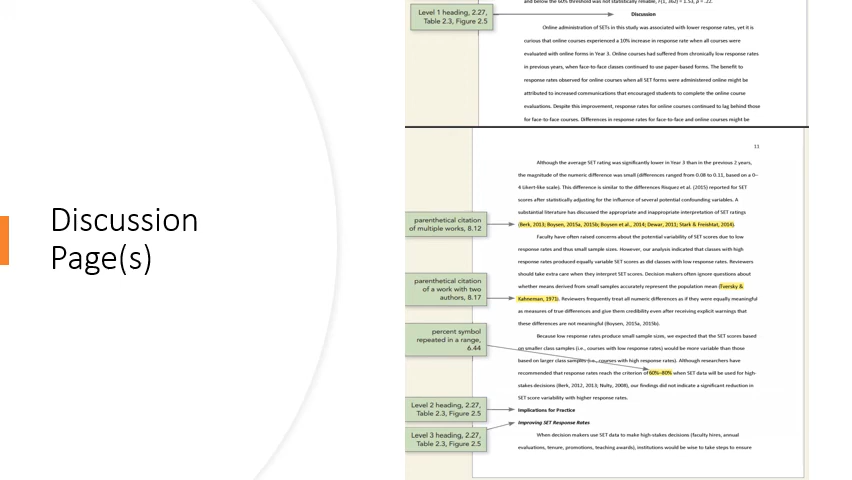 Discussion
Page(s)
Level 1 heading, 2.27,
Table 2.3, Figure 2.5
and below the 60% threshold was not statistically reliable, F(1, 362) = 1.53, p = .22.
Discussion
Online administration of SETs in this study was associated with lower response rates, yet it is
curious that online courses experienced a 10% increase in response rate when all courses were
evaluated with online forms in Year 3. Online courses had suffered from chronically low response rates
in previous years, when face-to-face classes continued to use paper-based forms. The benefit to
response rates observed for online courses when all SET forms were administered online might be
attributed to increased communications that encouraged students to complete the online course
evaluations. Despite this improvement, response rates for online courses continued to lag behind those
for face-to-face courses. Differences in response rates for face-to-face and online courses might be
11
Although the average SET rating was significantly lower in Year 3 than in the previous 2 years,
the magnitude of the numeric difference was small (differences ranged from 0.08 to 0.11, based on a 0–
4 Likert-like scale). This difference is similar to the differences Risquez et al. (2015) reported for SET
scores after statistically adjusting for the influence of several potential confounding variables. A
substantial literature has discussed the appropriate and inappropriate interpretation of SET ratings
(Berk, 2013; Boysen, 2015a, 2015b; Boysen et al., 2014; Dewar, 2011; Stark & Freishtat, 2014).
parenthetical citation
of multiple works, 8.12
Faculty have often raised concerns about the potential variability of SET scores due to low
response rates and thus small sample sizes. However, our analysis indicated that classes with high
response rates produced equally variable SET scores as did classes with low response rates. Reviewers
should take extra care when they interpret SET scores. Decision makers often ignore questions about
whether means derived from small samples accurately represent the population mean (Tversky &
Kahneman, 1971). Reviewers frequently treat all numeric differences as if they were equally meaningful
as measures of true differences and give them credibility even after receiving explicit warnings that
these differences are not meaningful (Boysen, 2015a, 2015b).
parenthetical citation
of a work with two
authors, 8.17
Because low response rates produce small sample sizes, we expected that the SET scores based
on smaller class samples (i.e., courses with low response rates) would be more variable than those
based on larger class samples (i.e., courses with high response rates). Although researchers have
recommended that response rates reach the criterion of 60%–80% when SET data will be used for high-
stakes decisions (Berk, 2012, 2013; Nulty, 2008), our findings did not indicate a significant reduction in
SET score variability with higher response rates.
percent symbol
repeated in a range,
6.44
Implications for Practice
Level 2 heading, 2.27,
Table 2.3, Figure 2.5
Improving SET Response Rates
Level 3 heading, 2.27,
Table 2.3, Figure 2.5
When decision makers use SET data to make high-stakes decisions (faculty hires, annual
evaluations, tenure, promotions, teaching awards), institutions would be wise to take steps to ensure